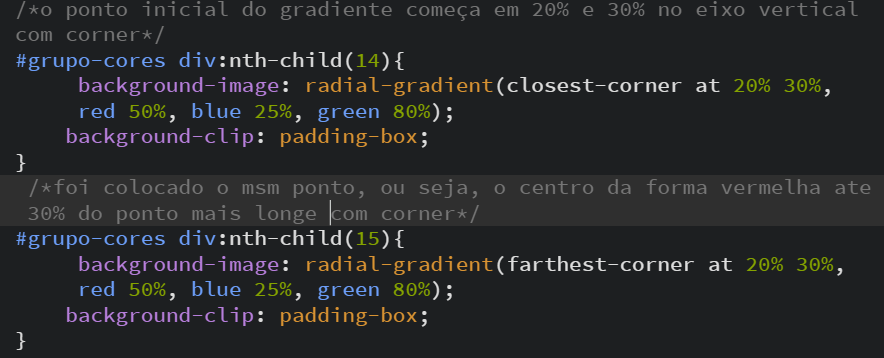 /*o ponto inicial do gradiente começa em 20% e 30% no eixo vertical
com corner*/
#grupo-cores div:nth-child(14){
background-image: radial-gradient(closest-corner at 20% 30%,
red 50%, blue 25%, green 80%);
background-clip: padding-box;
}
/*foi colocado o msm ponto, ou seja, o centro da forma vermelha ate
30% do ponto mais longe com corner*/
#grupo-cores div:nth-child(15){
background-image: radial-gradient(farthest-corner at 20% 30%,
red 50%, blue 25%, green 80%);
background-clip: padding-box;
}